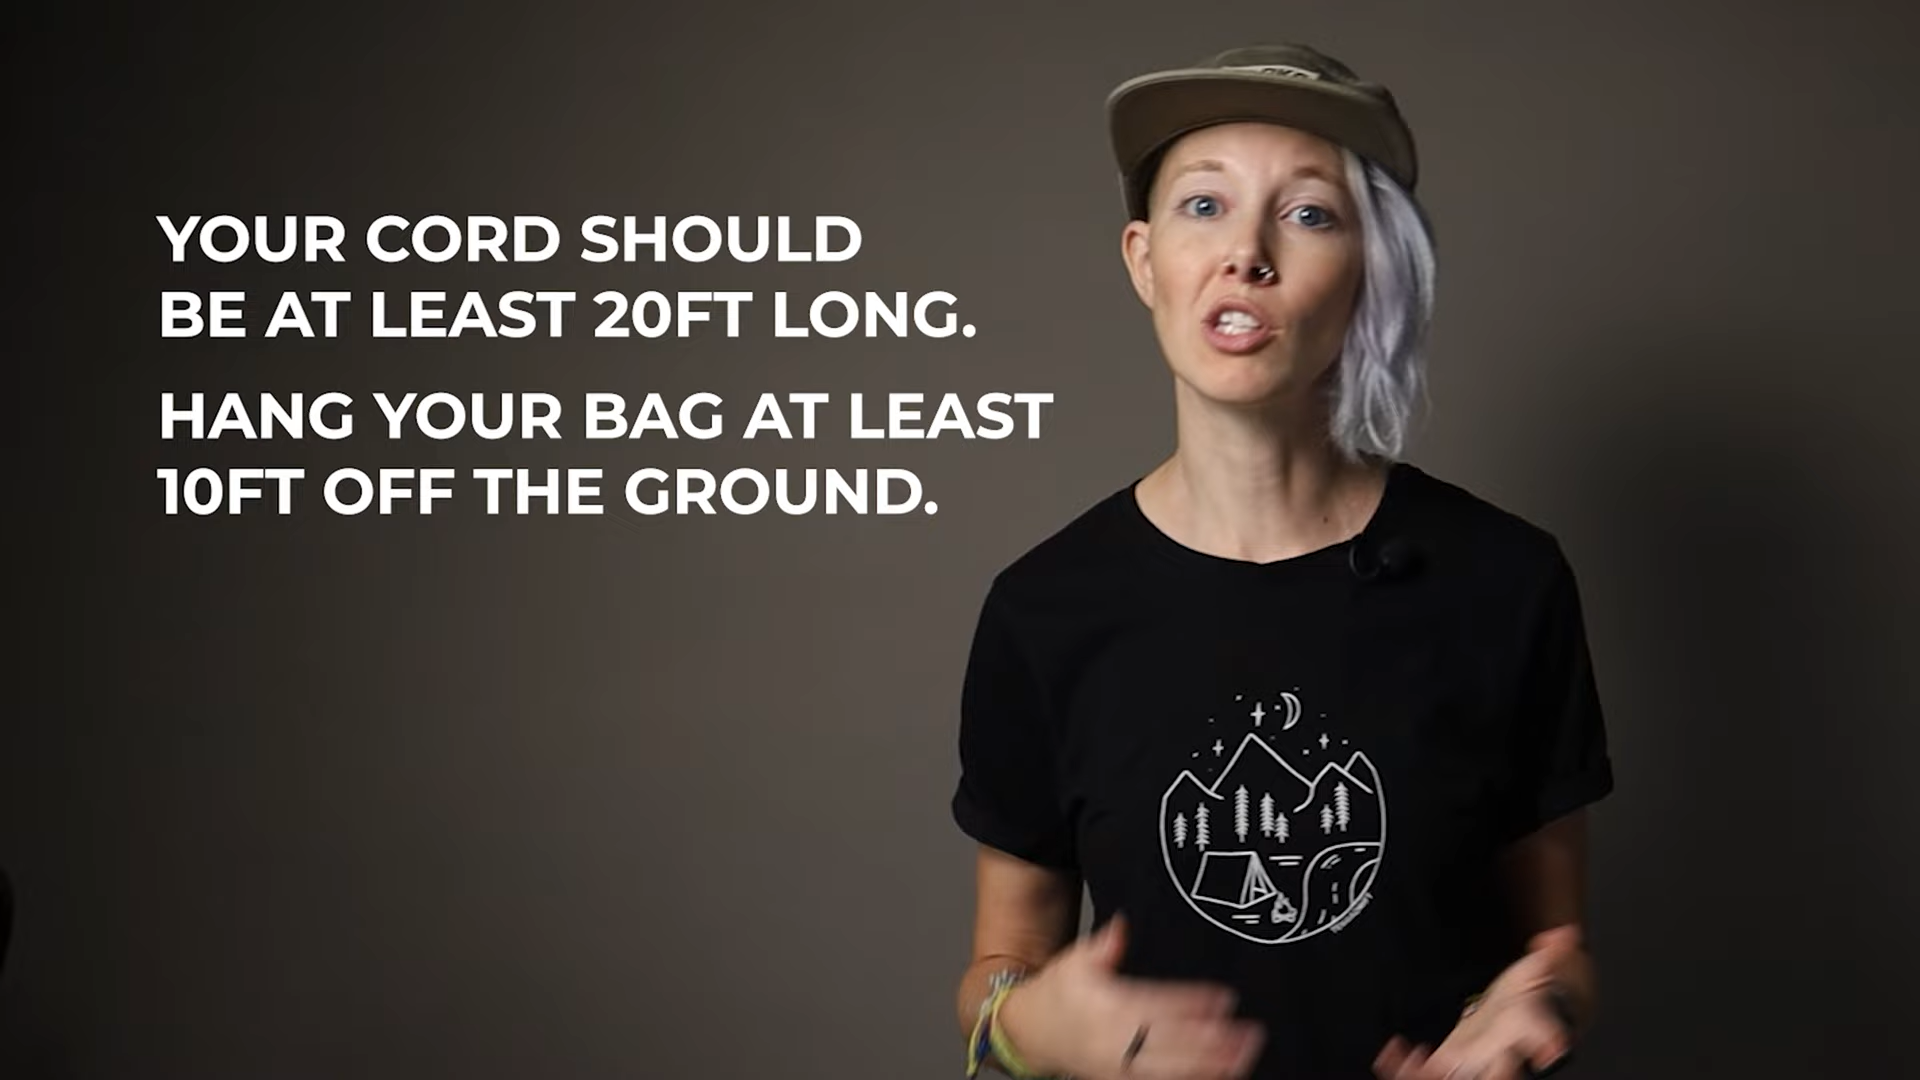 YOUR CORD SHOULD
BE AT LEAST 20FT LONG.
HANG YOUR BAG AT LEAST
10FT OFF THE GROUND.